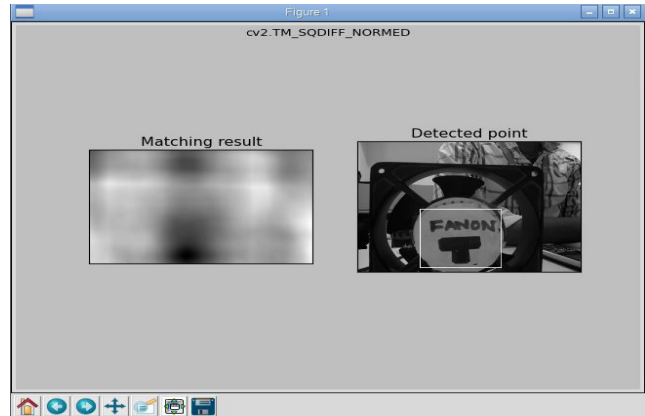 Figure 1
cv2.TM_SQDIFF_NORMED
Matching result
Detected point
FANON